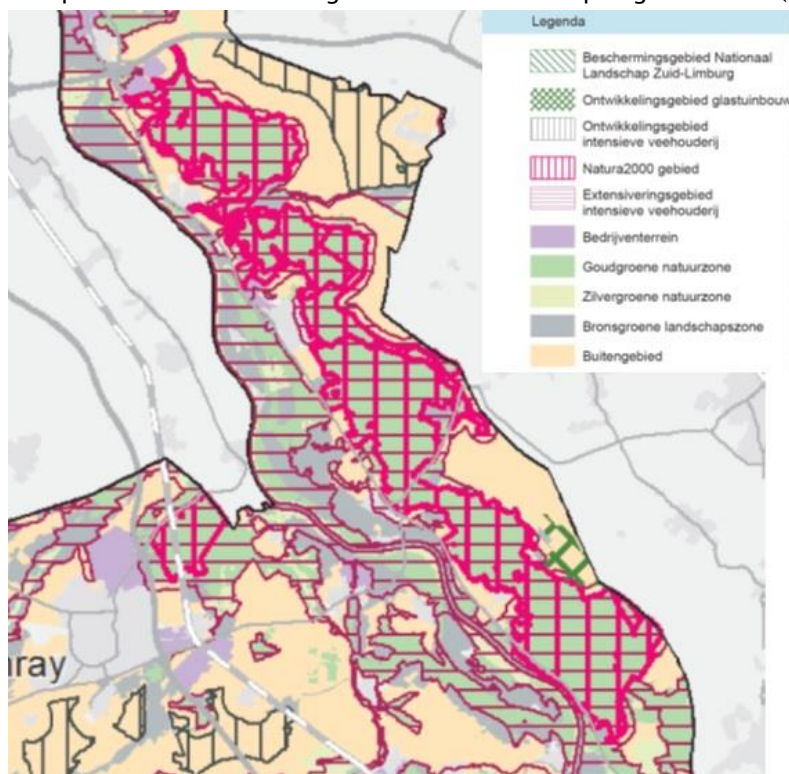 Legenda
Beschermingsgebied Nationaal
Landschap Zuid-Limburg
Ontwikkelingsgebied glastuinbouw
Ontwikkelingsgebied
intensieve veehouderij
Natura2000 gebied
Extensiveringsgebied
intensieve veehouderij
Bedrijventerrein
Goudgroene natuurzone
Zilvergroene natuurzone
Bronsgroene landschapszone
Buitengebied
ray